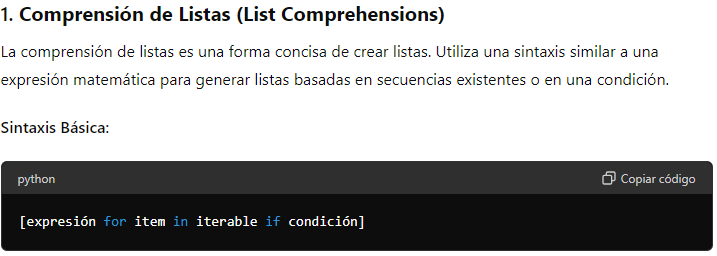 1. Comprensión de Listas (List Comprehensions)
La comprensión de listas es una forma concisa de crear listas. Utiliza una sintaxis similar a una
expresión matemática para generar listas basadas en secuencias existentes o en una condición.
Sintaxis Básica:
python Copiar código
[expresión for item in iterable if condición]